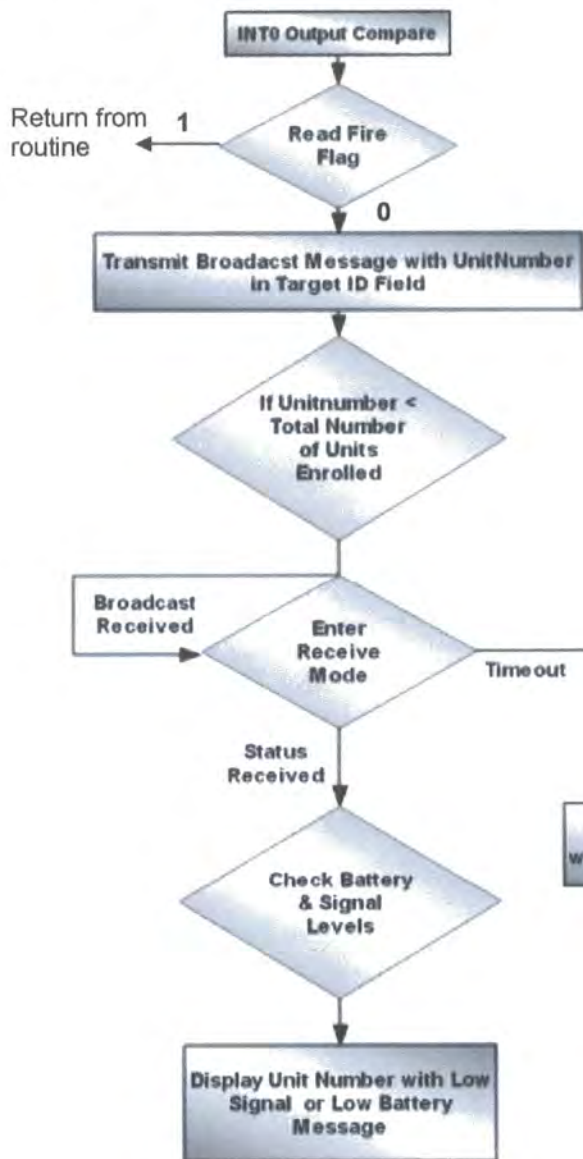 INT0 Output Compare
Return from
routine
1
Read Fire
Flag
0
Transmit Broadacst Message with UnitNumber
in Target ID Field
If Unitnumber <
Total Number
of Units
Enrolled
Broadcast
Received
Enter
Receive
Mode
Timeout
Status
Received
Check Battery
& Signal
Levels
w
Display Unit Number with Low
Signal or Low Battery
Message